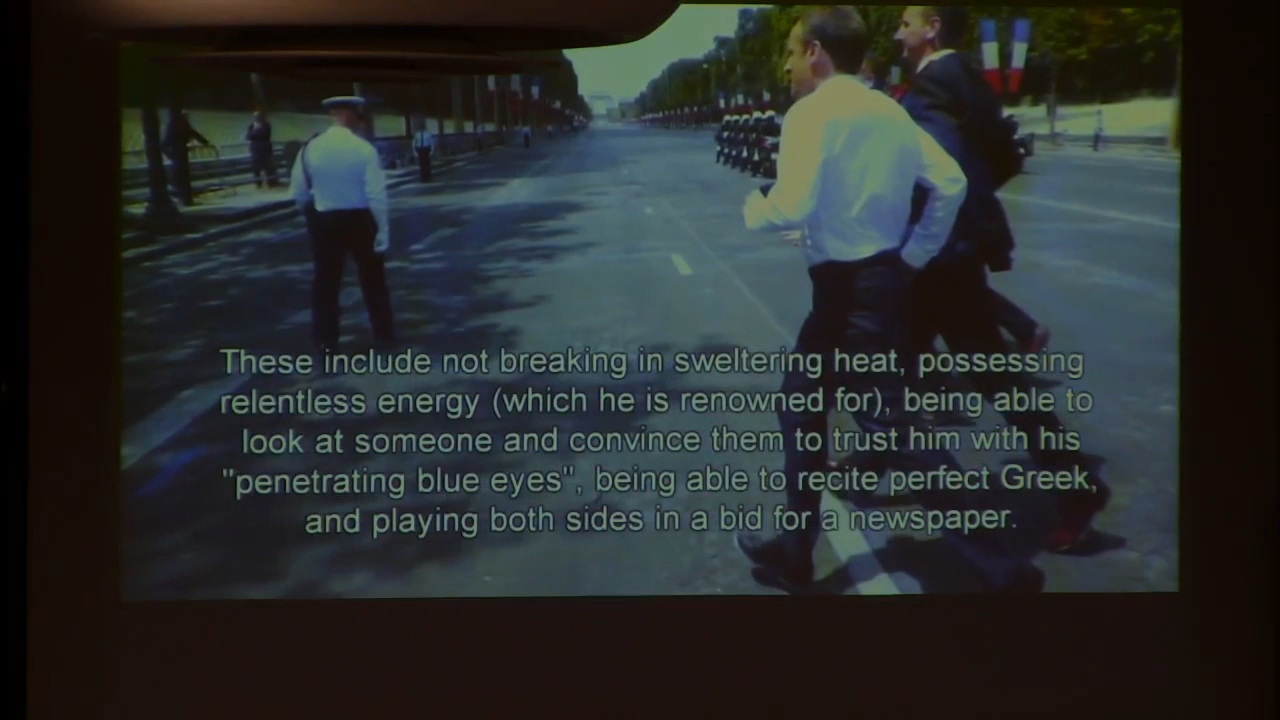 These include not breaking in sweltering heat, possessing
relentless energy (which he is renowned for), being able to
look at someone and convince them to trust him with his
"penetrating blue eyes", being able to recite perfect Greek,
and playing both sides in a bid for a newspaper.